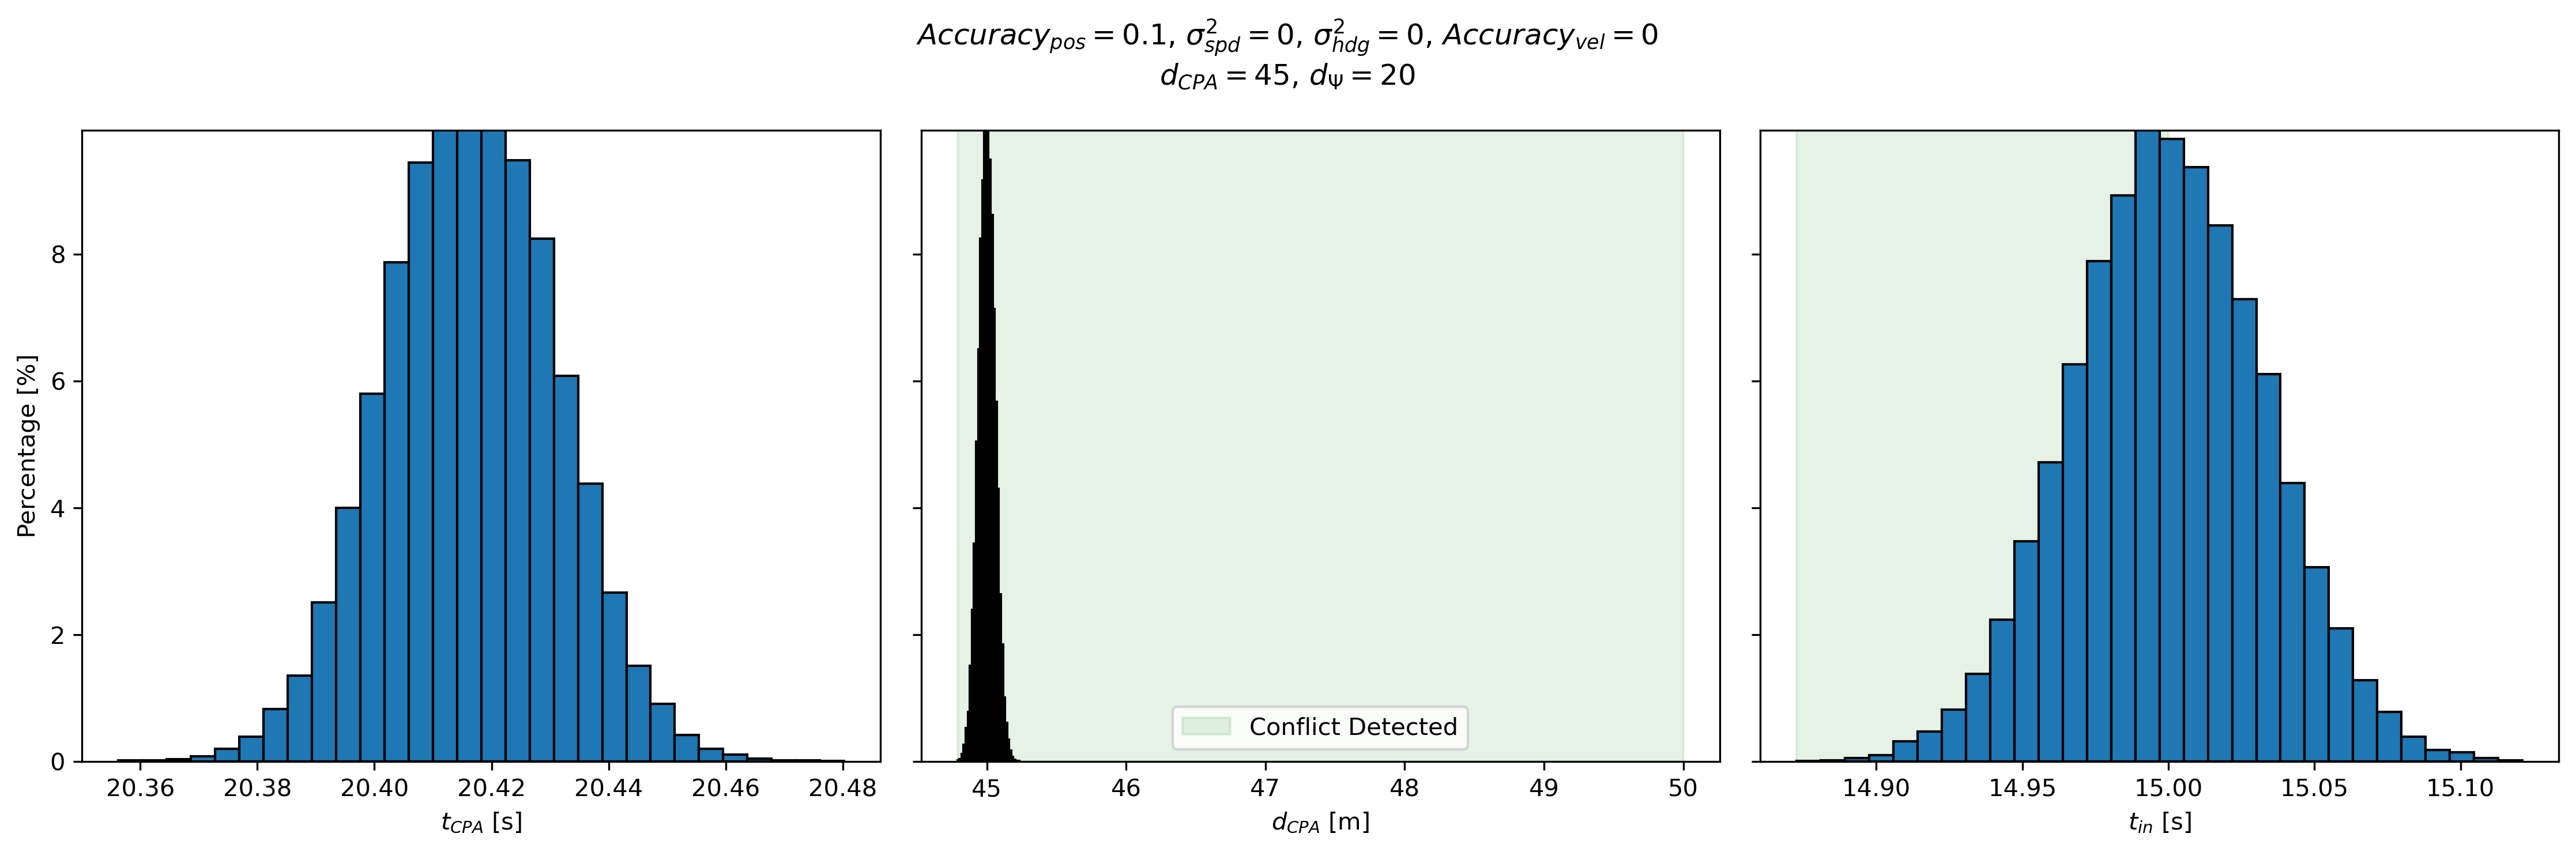 Accuracy_pos = 0.1, σ²_spd = 0, σ²_hdg = 0, Accuracy_vel = 0
d_CPA = 45, d_Ψ = 20
Percentage [%]
8
6
4
2
0
20.36 20.38 20.40 20.42 20.44 20.46 20.48
t_CPA [s]
Conflict Detected
45 46 47 48 49 50
d_CPA [m]
14.90 14.95 15.00 15.05 15.10
t_in [s]